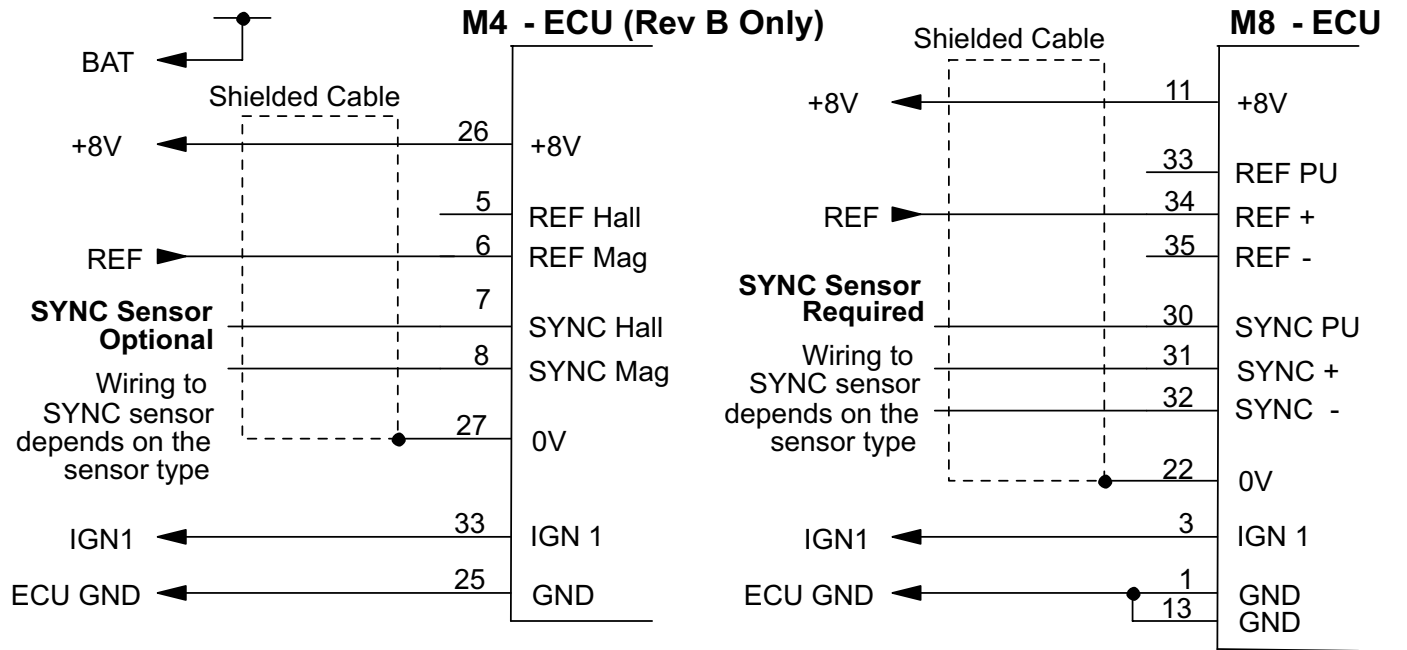 M4 - ECU (Rev B Only)
BAT
Shielded Cable
+8V
26
+8V
5
REF Hall
REF
6
REF Mag
SYNC Sensor
Optional
7
SYNC Hall
8
SYNC Mag
Wiring to
SYNC sensor
depends on the
sensor type
27
0V
IGN1
33
IGN 1
ECU GND
25
GND
M8 - ECU
Shielded Cable
+8V
11
+8V
33
REF PU
REF
34
REF +
35
REF -
SYNC Sensor
Required
30
SYNC PU
31
SYNC +
32
SYNC -
Wiring to
SYNC sensor
depends on the
sensor type
22
0V
IGN1
3
IGN 1
ECU GND
1
GND
13
GND